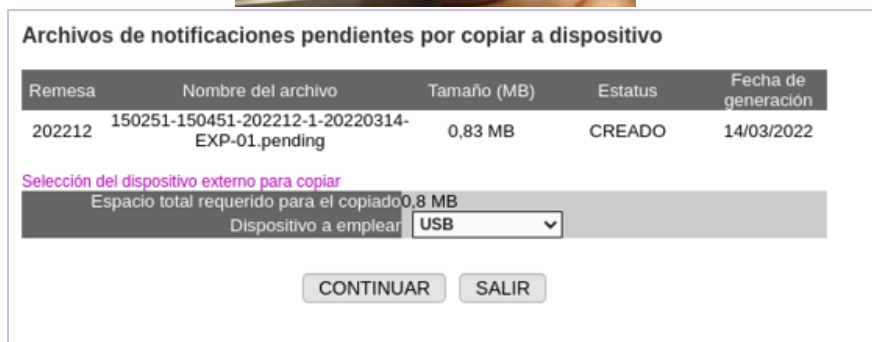 Archivos de notificaciones pendientes por copiar a dispositivo
Remesa Nombre del archivo Tamaño (MB) Estatus Fecha de generación
202212 150251-150451-202212-1-20220314-EXP-01.pending 0,83 MB CREADO 14/03/2022
Selección del dispositivo externo para copiar
Espacio total requerido para el copiado 0,8 MB
Dispositivo a emplear USB
CONTINUAR SALIR